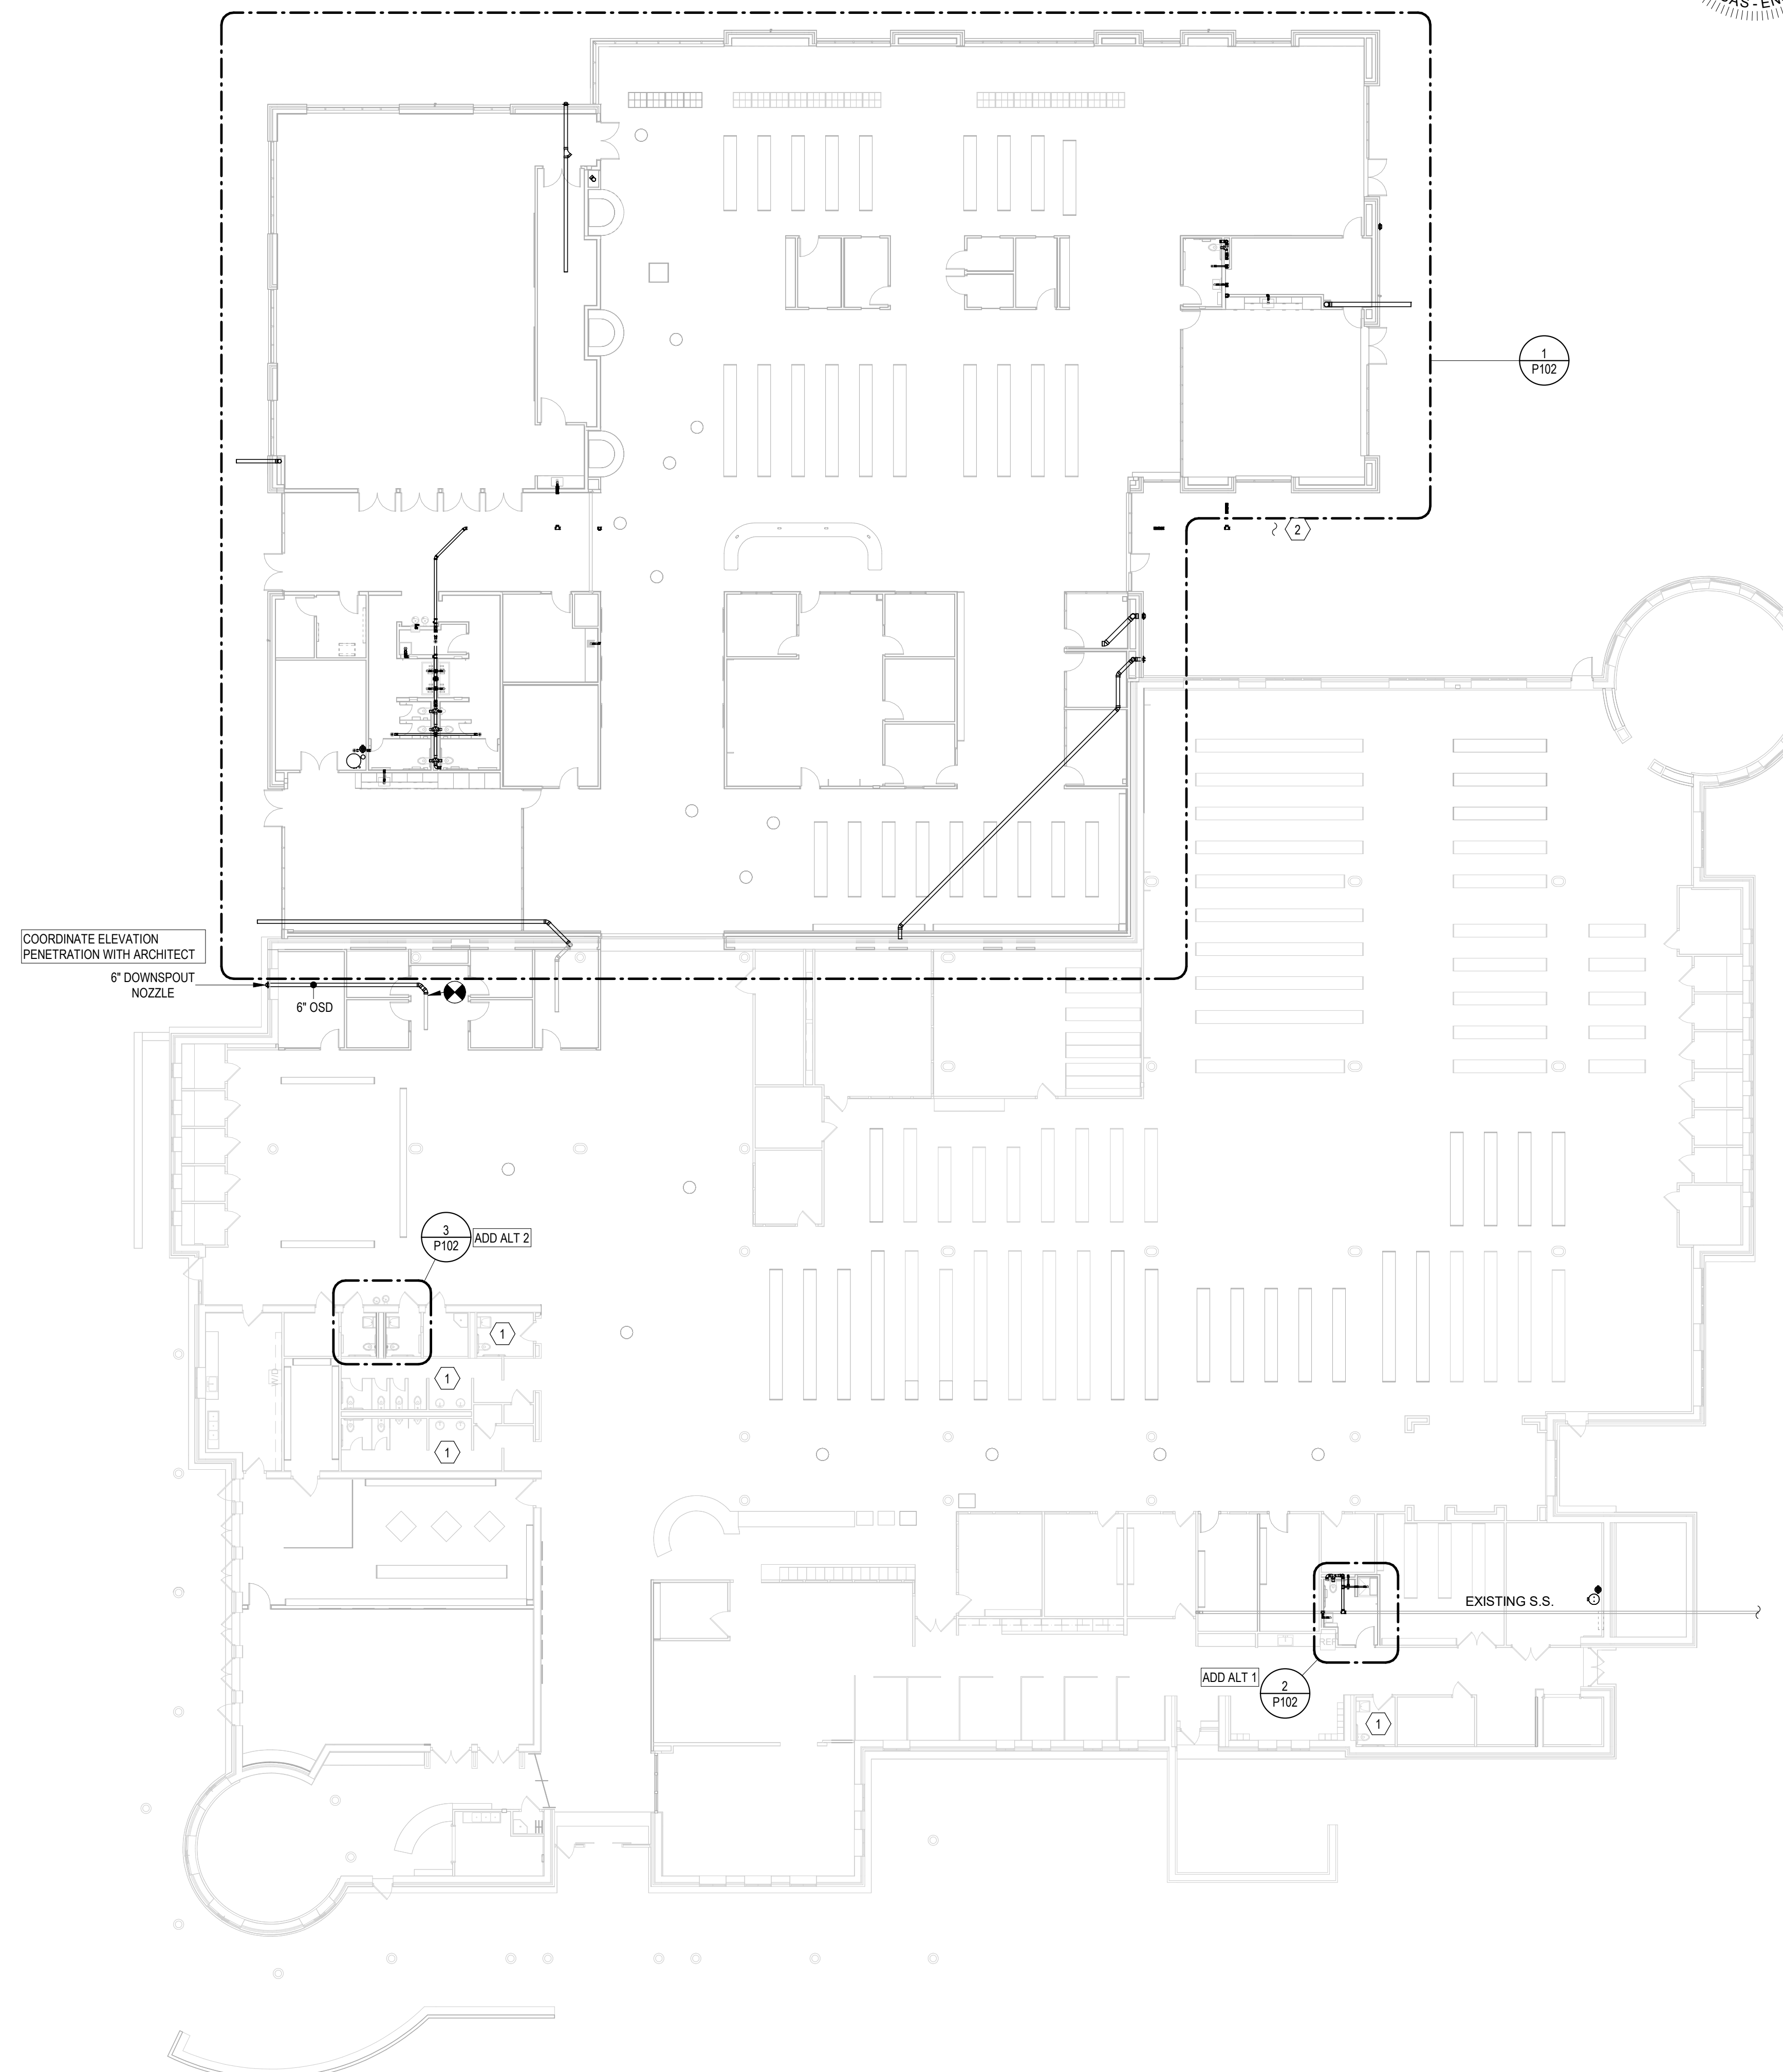 1
P102
2
COORDINATE ELEVATION
PENETRATION WITH ARCHITECT
6" DOWNSPOUT
NOZZLE
6" OSD
3
P102
ADD ALT 2
1
1
1
EXISTING S.S.
ADD ALT 1
2
P102
1